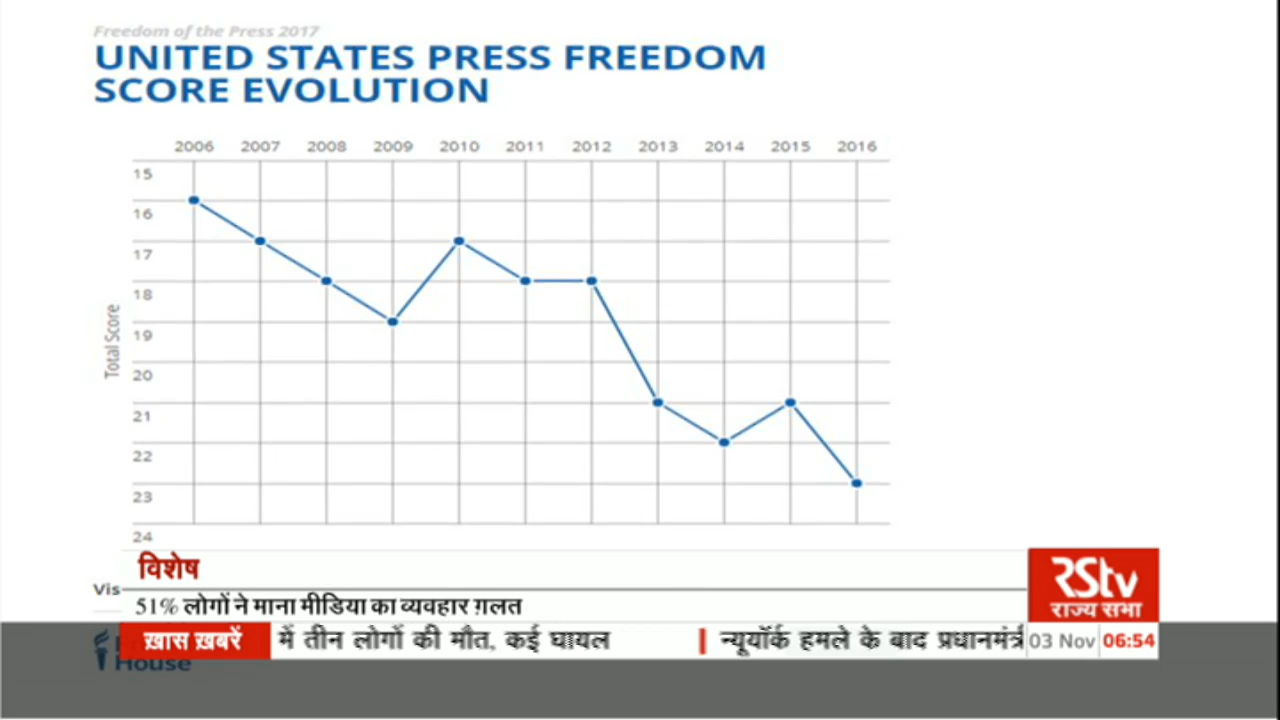 Freedom of the Press 2017
UNITED STATES PRESS FREEDOM
SCORE EVOLUTION
2006 2007 2008 2009 2010 2011 2012 2013 2014 2015 2016
15
16
17
18
19
20
21
22
23
24
Total Score
विशेष
Vis
51% लोगों ने माना मीडिया का व्यवहार ग़लत
RSTV
राज्य सभा
ख़ास ख़बरें
में तीन लोगों की मौत, कई घायल
न्यूयॉर्क हमले के बाद प्रधानमंत्री
03 Nov 06:54
House